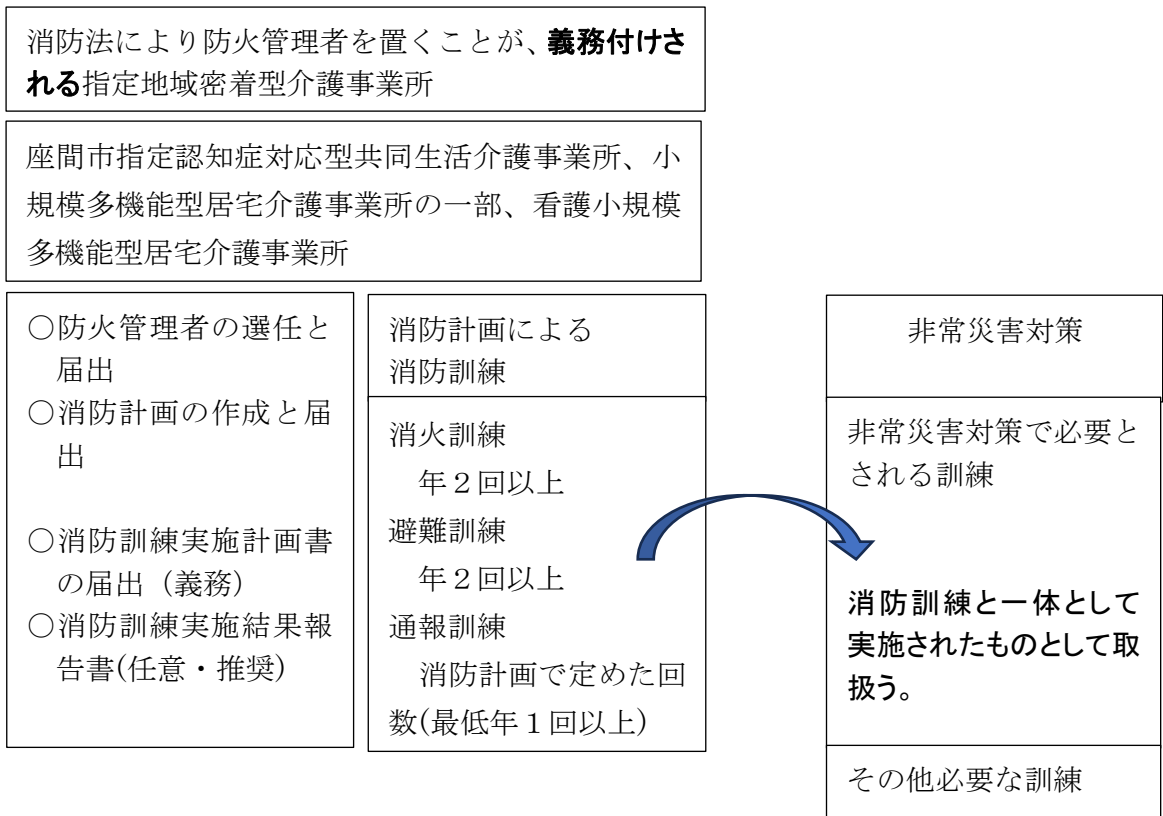 消防法により防火管理者を置くことが、義務付けさ
れる指定地域密着型介護事業所
座間市指定認知症対応型共同生活介護事業所、小
規模多機能型居宅介護事業所の一部、看護小規模
多機能型居宅介護事業所
○防火管理者の選任と
届出
○消防計画の作成と届
出
○消防訓練実施計画書
の届出（義務）
○消防訓練実施結果報
告書(任意・推奨)
消防計画による
消防訓練
消火訓練
年２回以上
避難訓練
年２回以上
通報訓練
消防計画で定めた回
数(最低年１回以上)
非常災害対策
非常災害対策で必要と
される訓練
消防訓練と一体として
実施されたものとして取
扱う。
その他必要な訓練